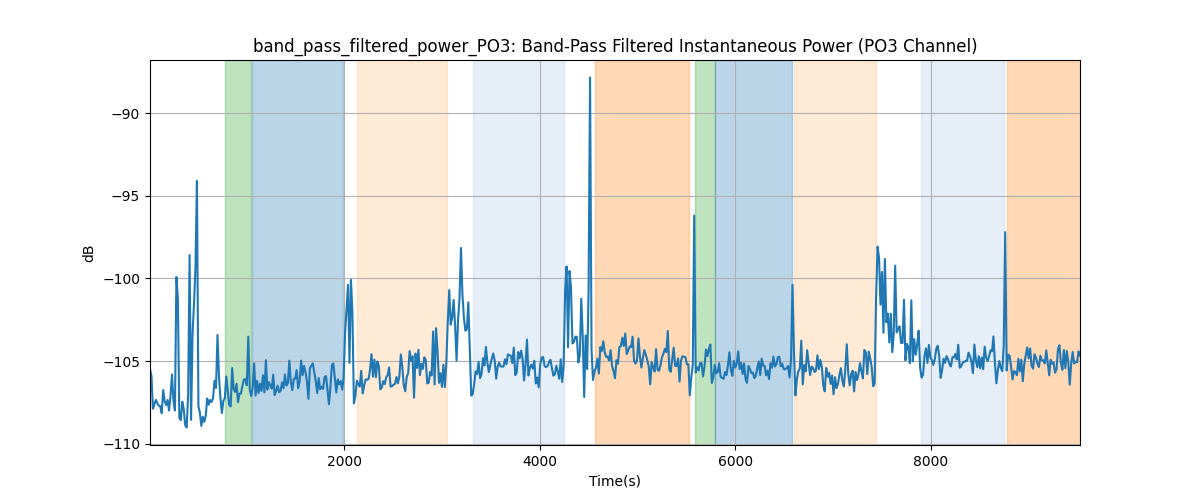 band_pass_filtered_power_PO3: Band-Pass Filtered Instantaneous Power (PO3 Channel)
−90
−95
−100
−105
−110
dB
2000 4000 6000 8000
Time(s)